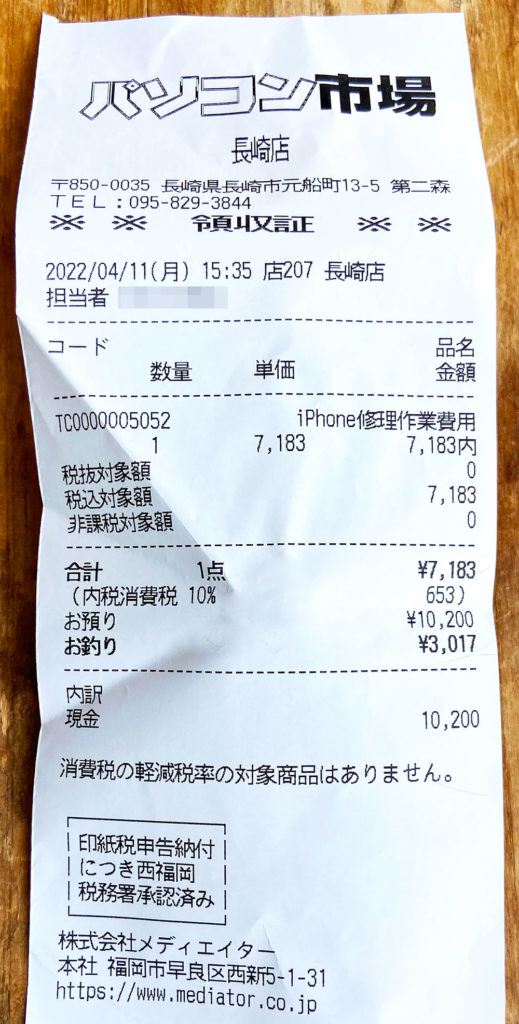 パソコン市場
長崎店
〒850-0035 長崎県長崎市元船町13-5 第二森
TEL:095-829-3844
※ ※ 領収証 ※ ※
2022/04/11(月) 15:35 店207 長崎店
担当者
コード 品名
数量 単価 金額
TC0000005052 iPhone修理作業費用
1 7,183 7,183内
税抜対象額 0
税込対象額 7,183
非課税対象額 0
合計 1点 ¥7,183
(内税消費税 10% 653)
お預り ¥10,200
お釣り ¥3,017
内訳
現金 10,200
消費税の軽減税率の対象商品はありません。
印紙税申告納付
につき西福岡
税務署承認済み
株式会社メディエイター
本社 福岡市早良区西新5-1-31
https://www.mediator.co.jp